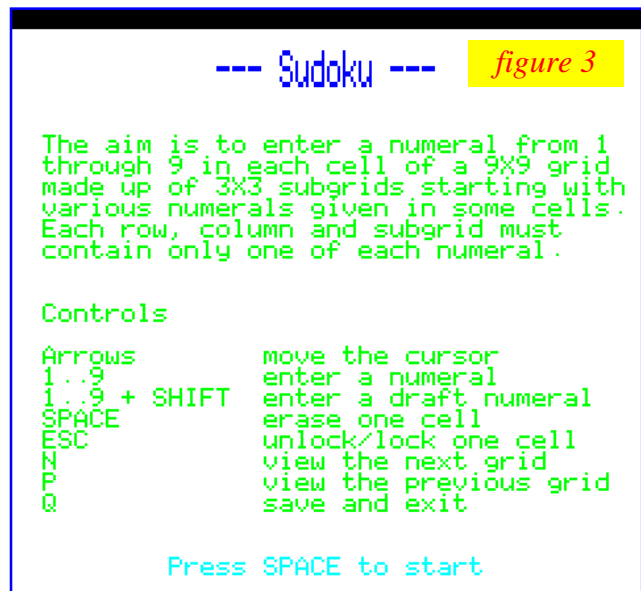 --- Sudoku ---
figure 3
The aim is to enter a numeral from 1
through 9 in each cell of a 9X9 grid
made up of 3X3 subgrids starting with
various numerals given in some cells.
Each row, column and subgrid must
contain only one of each numeral.
Controls
Arrows move the cursor
1..9 enter a numeral
1..9 + SHIFT enter a draft numeral
SPACE erase one cell
ESC unlock/lock one cell
N view the next grid
P view the previous grid
Q save and exit
Press SPACE to start